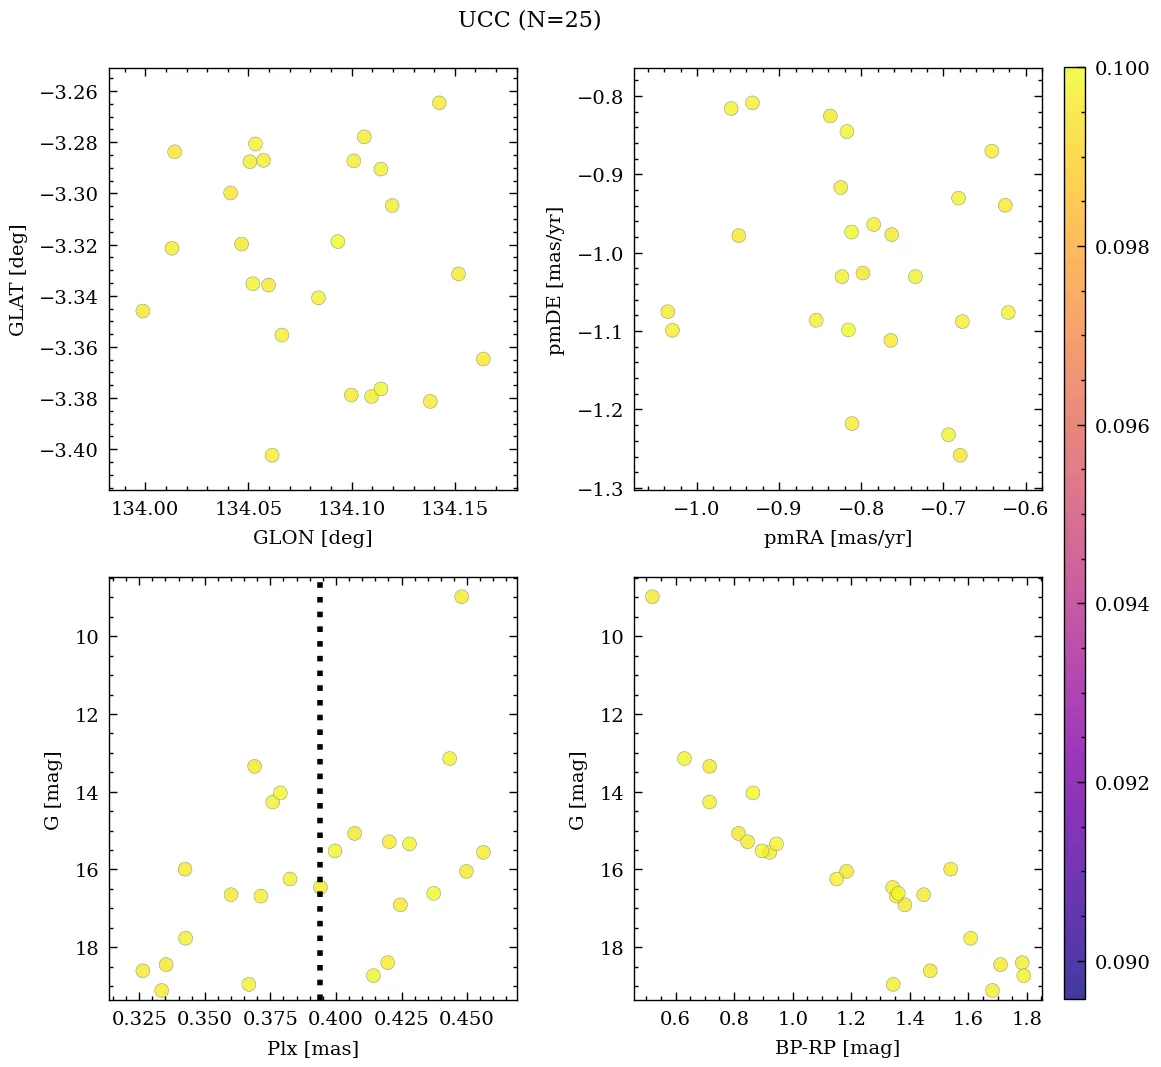 UCC (N=25)
−3.26
−3.28
−3.30
−3.32
−3.34
−3.36
−3.38
−3.40
GLAT [deg]
134.00 134.05 134.10 134.15
GLON [deg]
−0.8
−0.9
−1.0
−1.1
−1.2
−1.3
pmDE [mas/yr]
−1.0 −0.9 −0.8 −0.7 −0.6
pmRA [mas/yr]
10
12
14
16
18
G [mag]
0.325 0.350 0.375 0.400 0.425 0.450
Plx [mas]
10
12
14
16
18
G [mag]
0.6 0.8 1.0 1.2 1.4 1.6 1.8
BP-RP [mag]
0.100
0.098
0.096
0.094
0.092
0.090